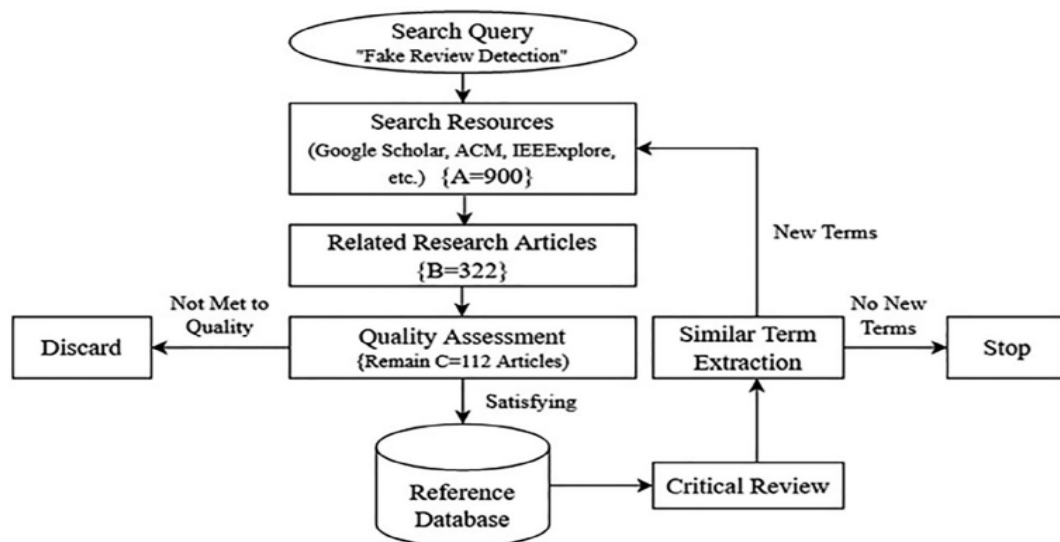 Search Query
"Fake Review Detection"
Search Resources
(Google Scholar, ACM, IEEExplore,
etc.) {A=900}
Related Research Articles
{B=322}
New Terms
Not Met to
Quality
No New
Terms
Discard
Quality Assessment
{Remain C=112 Articles)
Similar Term
Extraction
Stop
Satisfying
Reference
Database
Critical Review